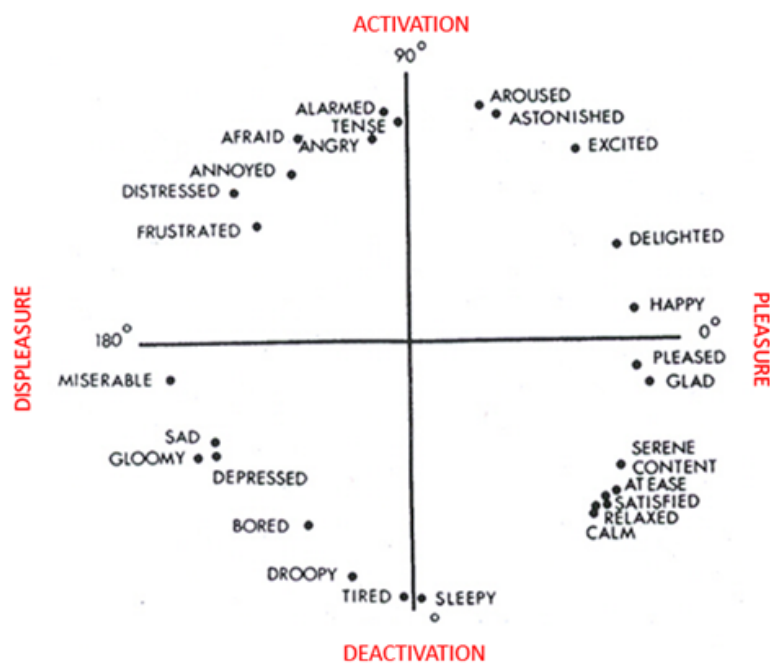 ACTIVATION
90°
AROUSED
ALARMED
ASTONISHED
TENSE
AFRAID
ANGRY
EXCITED
ANNOYED
DISTRESSED
FRUSTRATED
DELIGHTED
HAPPY
DISPLEASURE
180°
0°
PLEASURE
PLEASED
MISERABLE
GLAD
SAD
SERENE
GLOOMY
CONTENT
DEPRESSED
AT EASE
SATISFIED
RELAXED
BORED
CALM
DROOPY
TIRED
SLEEPY
°
DEACTIVATION